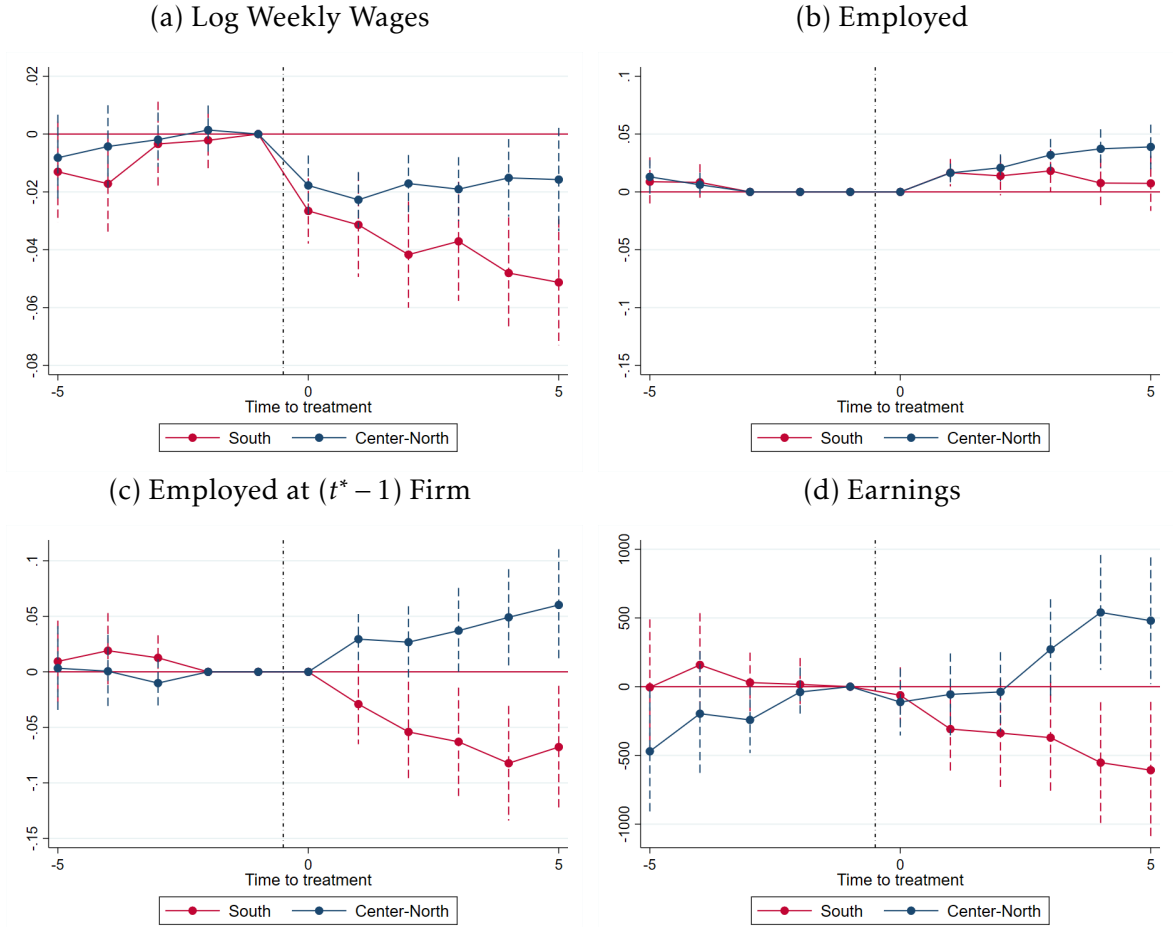 (a) Log Weekly Wages
.02
0
-.02
-.04
-.06
-.08
-5
0
5
Time to treatment
South
Center-North
(b) Employed
.1
.05
0
-.05
-.1
-.15
-5
0
5
Time to treatment
South
Center-North
(c) Employed at (t* − 1) Firm
.1
.05
0
-.05
-.1
-.15
-5
0
5
Time to treatment
South
Center-North
(d) Earnings
1000
500
0
-500
-1000
-5
0
5
Time to treatment
South
Center-North